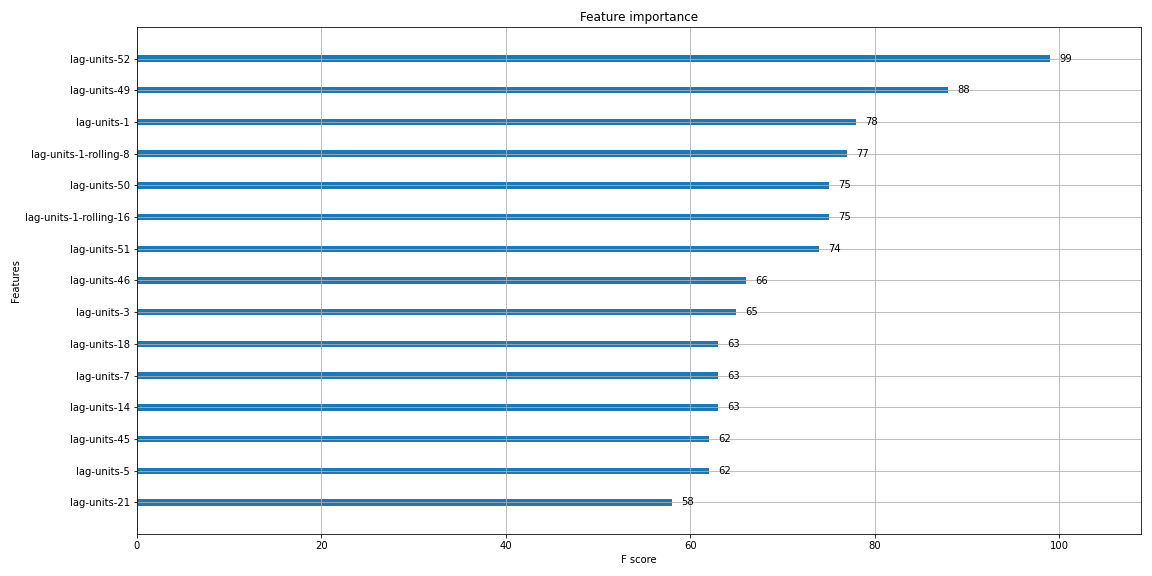 Feature importance
lag-units-52 99
lag-units-49 88
lag-units-1 78
lag-units-1-rolling-8 77
lag-units-50 75
lag-units-1-rolling-16 75
lag-units-51 74
lag-units-46 66
lag-units-3 65
lag-units-18 63
lag-units-7 63
lag-units-14 63
lag-units-45 62
lag-units-5 62
lag-units-21 58
Features
0 20 40 60 80 100
F score